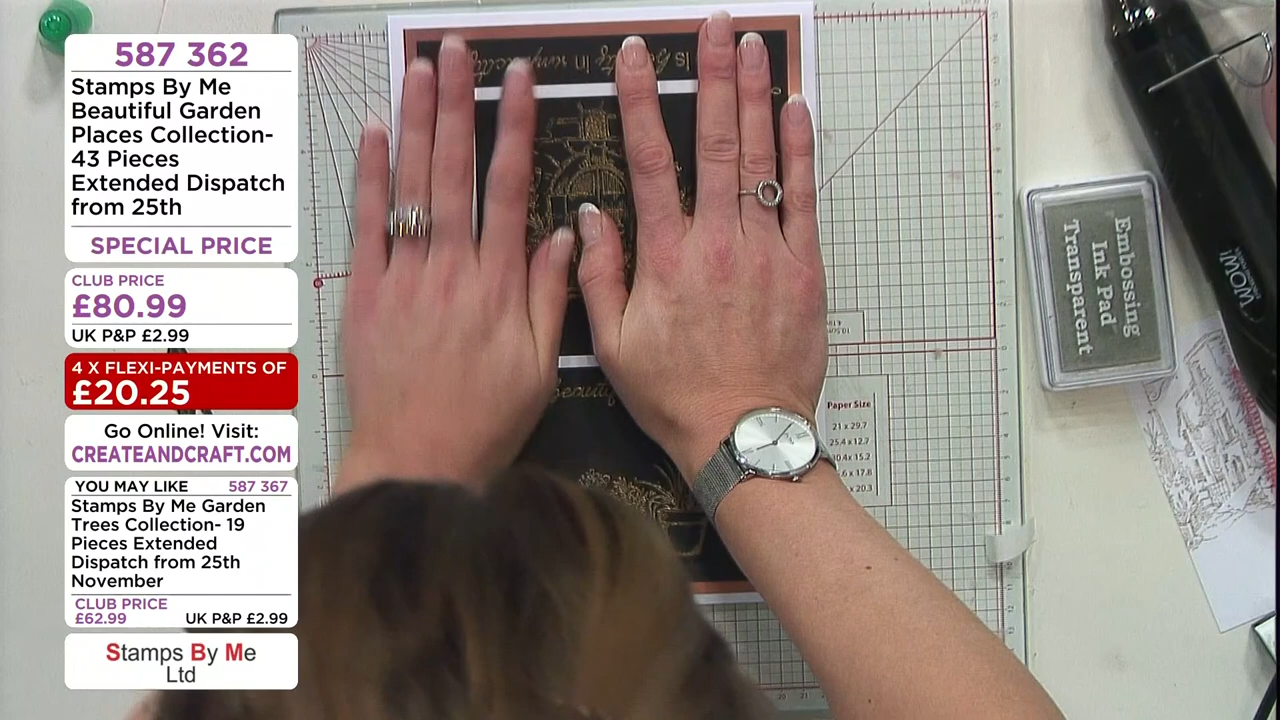 587 362
Stamps By Me
Beautiful Garden
Places Collection-
43 Pieces
Extended Dispatch
from 25th
SPECIAL PRICE
CLUB PRICE
£80.99
UK P&P £2.99
4 X FLEXI-PAYMENTS OF
£20.25
Go Online! Visit:
CREATEANDCRAFT.COM
YOU MAY LIKE 587 367
Stamps By Me Garden
Trees Collection- 19
Pieces Extended
Dispatch from 25th
November
CLUB PRICE
£62.99 UK P&P £2.99
Stamps By Me
Ltd
Is
In
Embossing
Ink Pad
Transparent
WOW!
Paper Size
21 x 29.7
25.4 x 12.7